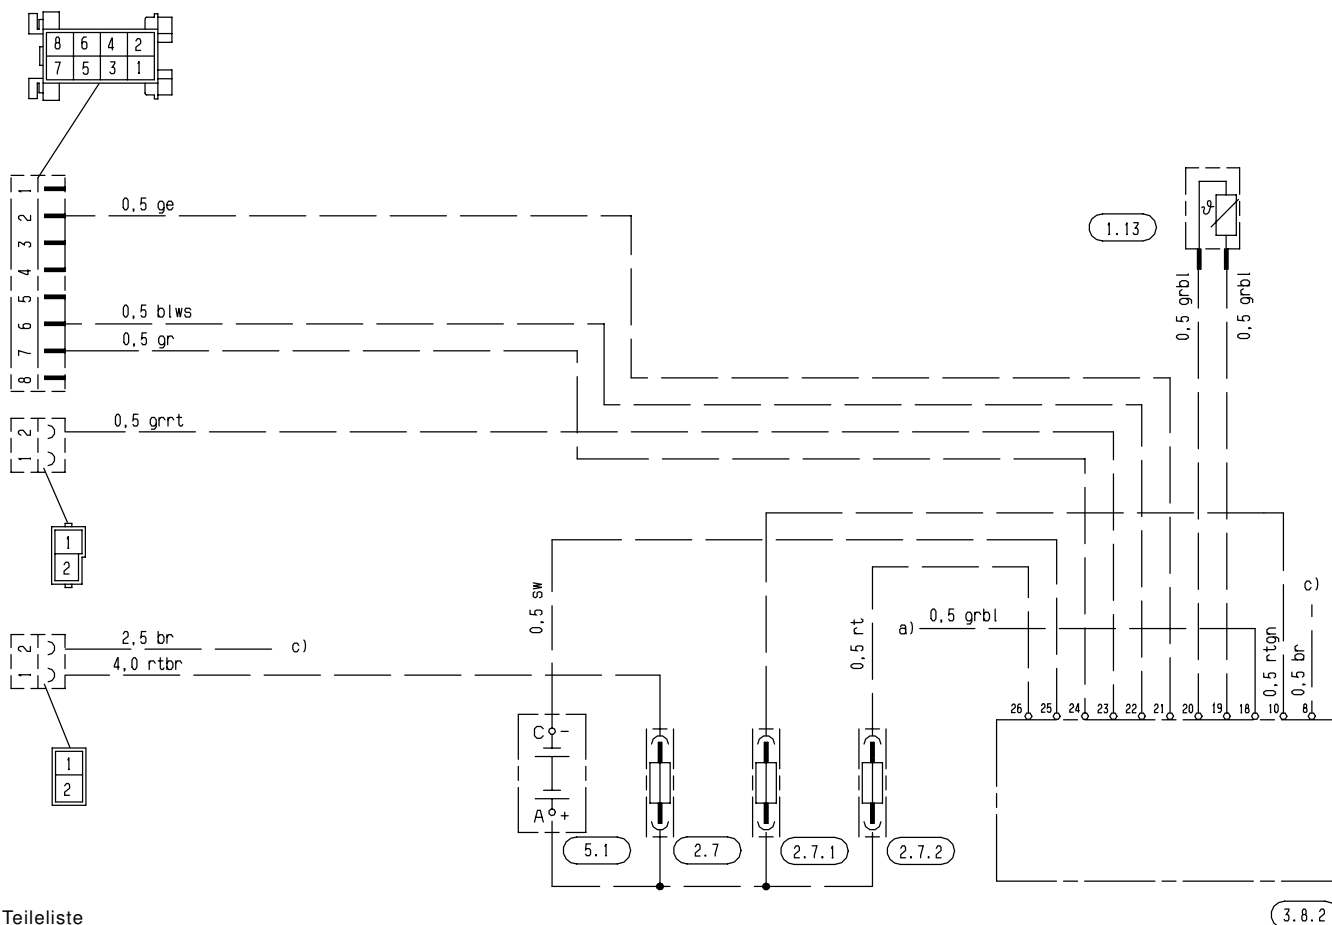 8 6 4 2
7 5 3 1
1
2
3
4
5
6
7
8
0,5 ge
0,5 blws
0,5 gr
1.13
ϑ
0,5 grbl
0,5 grbl
2
1
0,5 grrt
1
2
2
1
2,5 br
c)
4,0 rtbr
1
2
0,5 sw
0,5 rt
a)
0,5 grbl
0,5 rtgn
0,5 br
c)
26 25 24 23 22 21 20 19 18 10 8
C -
A +
5.1
2.7
2.7.1
2.7.2
3.8.2
Teileliste